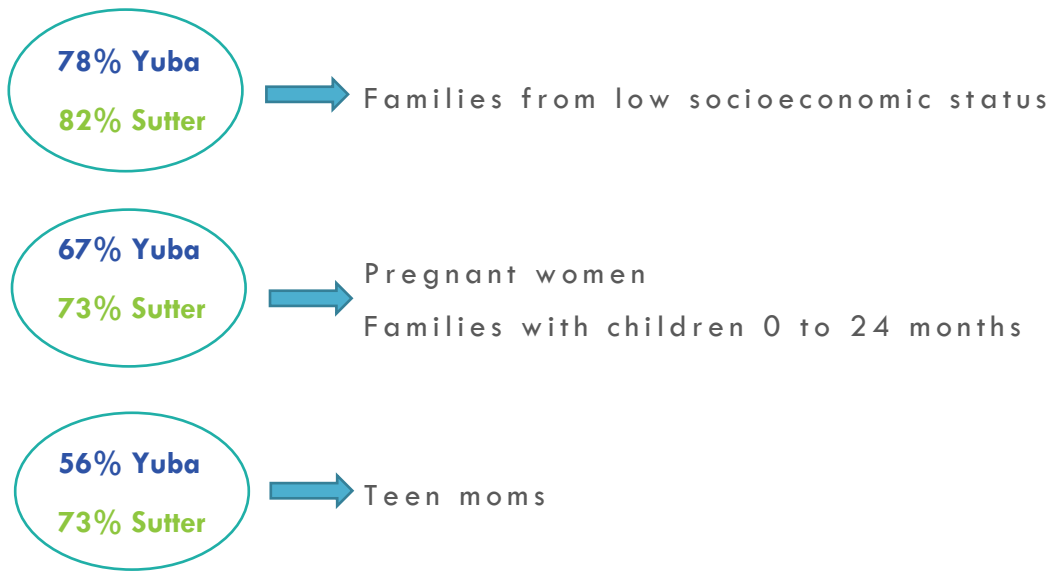 78% Yuba
82% Sutter
Families from low socioeconomic status
67% Yuba
73% Sutter
Pregnant women
Families with children 0 to 24 months
56% Yuba
73% Sutter
Teen moms